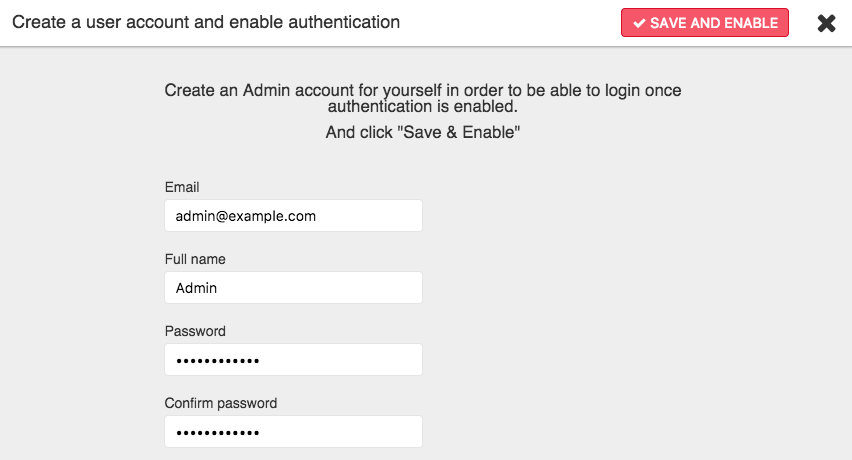 Create a user account and enable authentication
SAVE AND ENABLE
Create an Admin account for yourself in order to be able to login once
authentication is enabled.
And click "Save & Enable"
Email
admin@example.com
Full name
Admin
Password
••••••••••••
Confirm password
••••••••••••